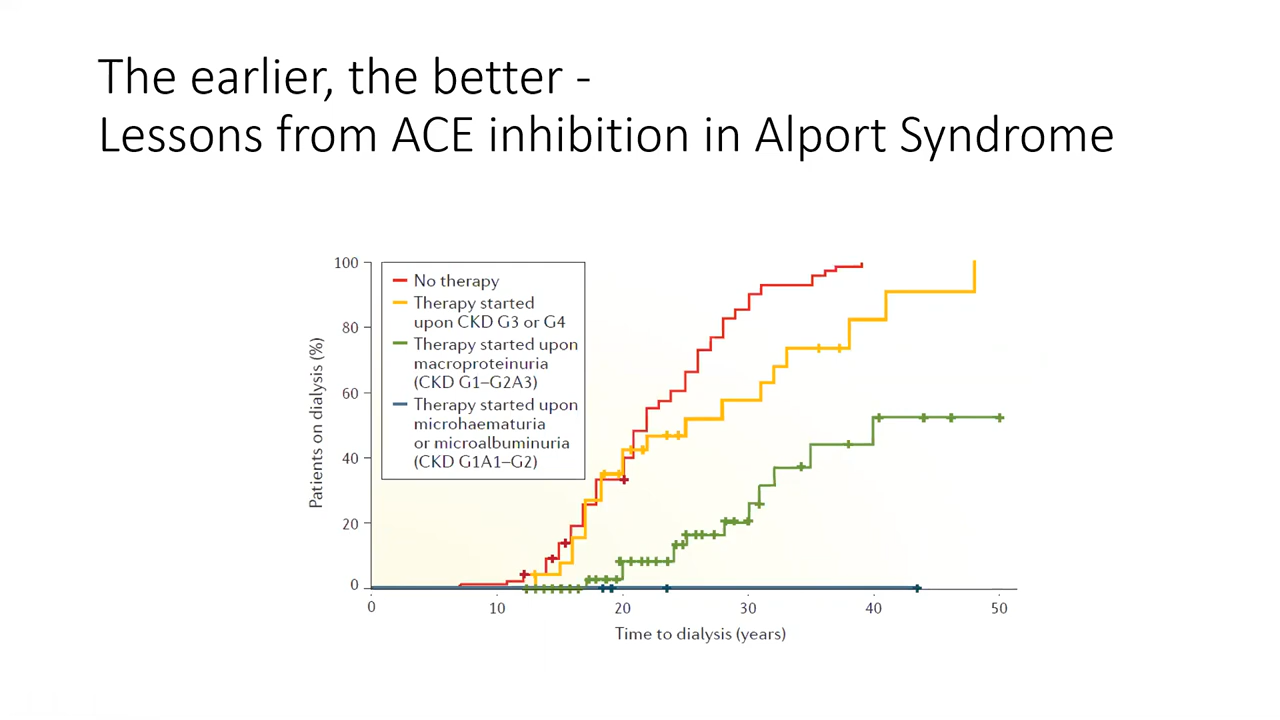 The earlier, the better -
Lessons from ACE inhibition in Alport Syndrome
100
80
60
40
20
0
Patients on dialysis (%)
No therapy
Therapy started
upon CKD G3 or G4
Therapy started upon
macroproteinuria
(CKD G1–G2A3)
Therapy started upon
microhaematuria
or microalbuminuria
(CKD G1A1–G2)
0 10 20 30 40 50
Time to dialysis (years)